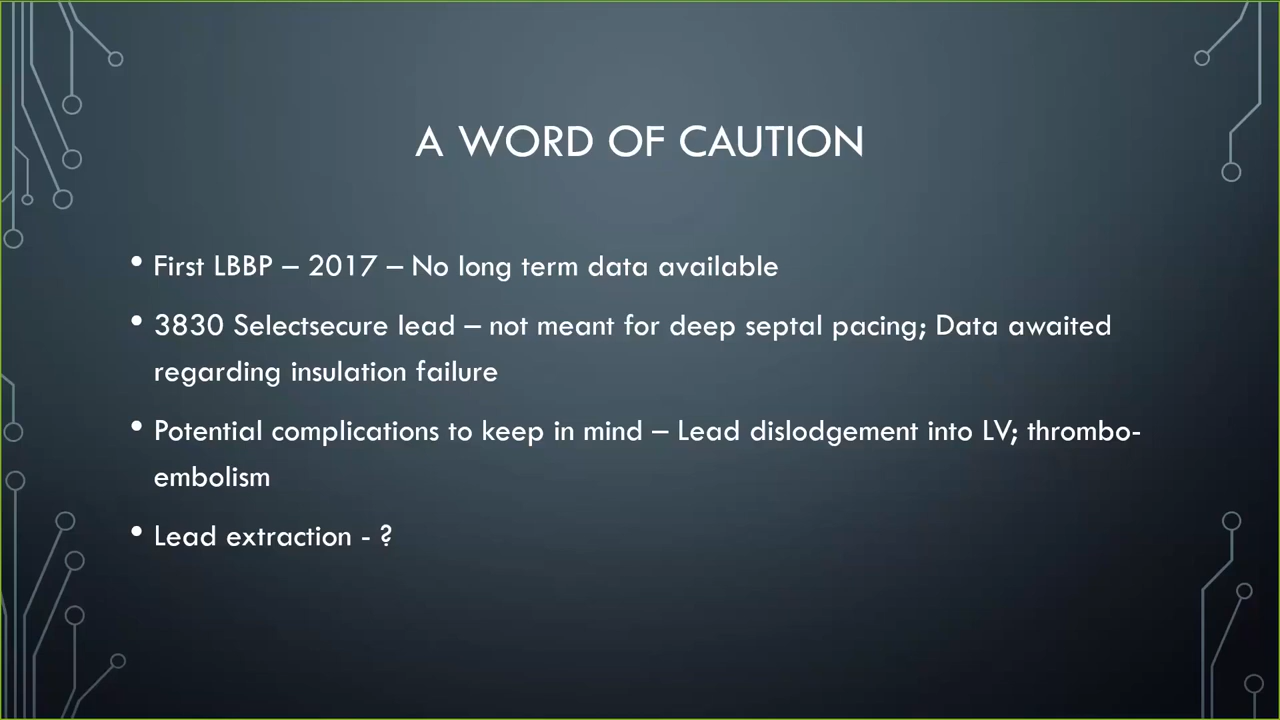 A WORD OF CAUTION
• First LBBP – 2017 – No long term data available
• 3830 Selectsecure lead – not meant for deep septal pacing; Data awaited
regarding insulation failure
• Potential complications to keep in mind – Lead dislodgement into LV; thrombo-
embolism
• Lead extraction - ?